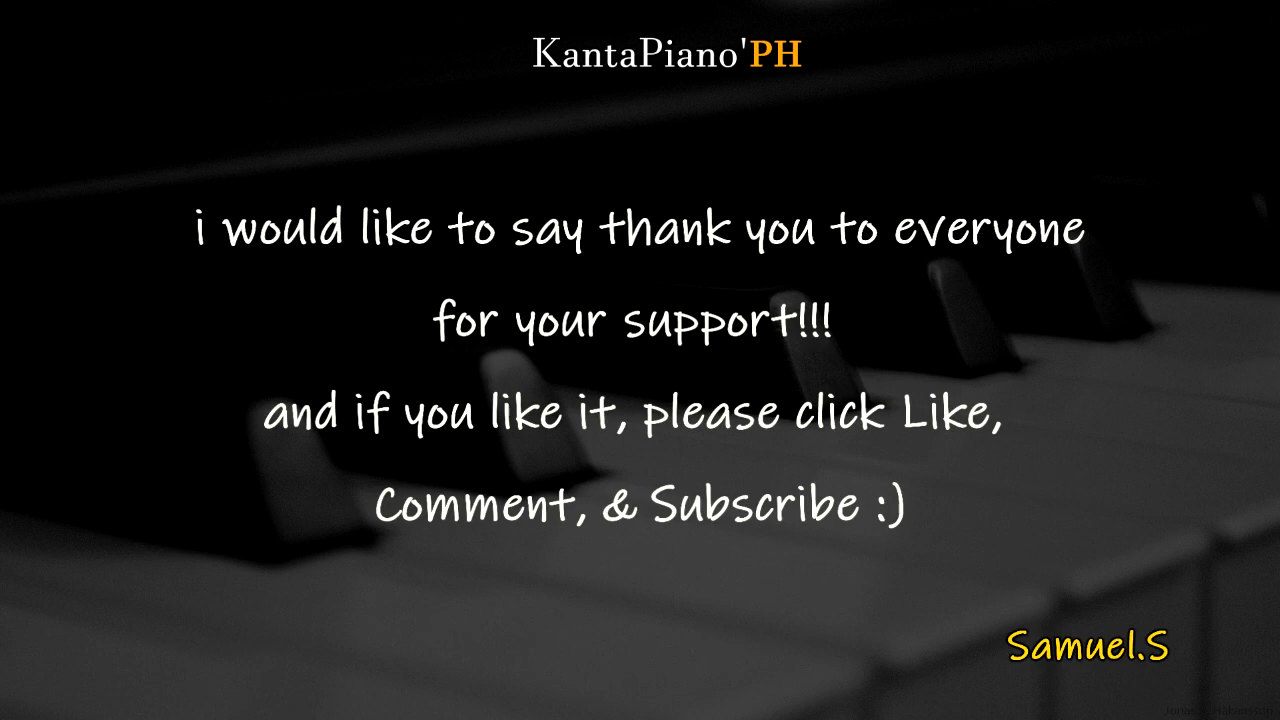 KantaPiano'PH
i would like to say thank you to everyone
for your support!!!
and if you like it, please click Like,
Comment, & Subscribe :)
Samuel.S